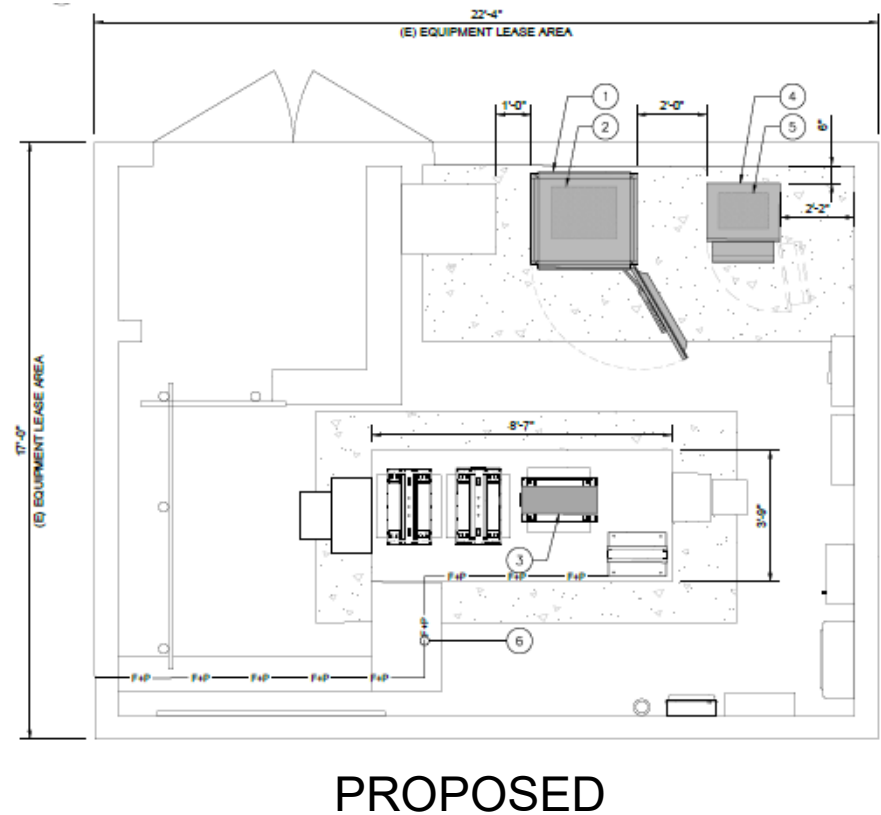 22'-4"
(E) EQUIPMENT LEASE AREA
1'-0"
1
2
2'-0"
4
5
6"
2'-2"
17'-0"
(E) EQUIPMENT LEASE AREA
8'-7"
3'-9"
3
F+P F+P F+P
F+P
6
F+P F+P F+P F+P F+P
PROPOSED